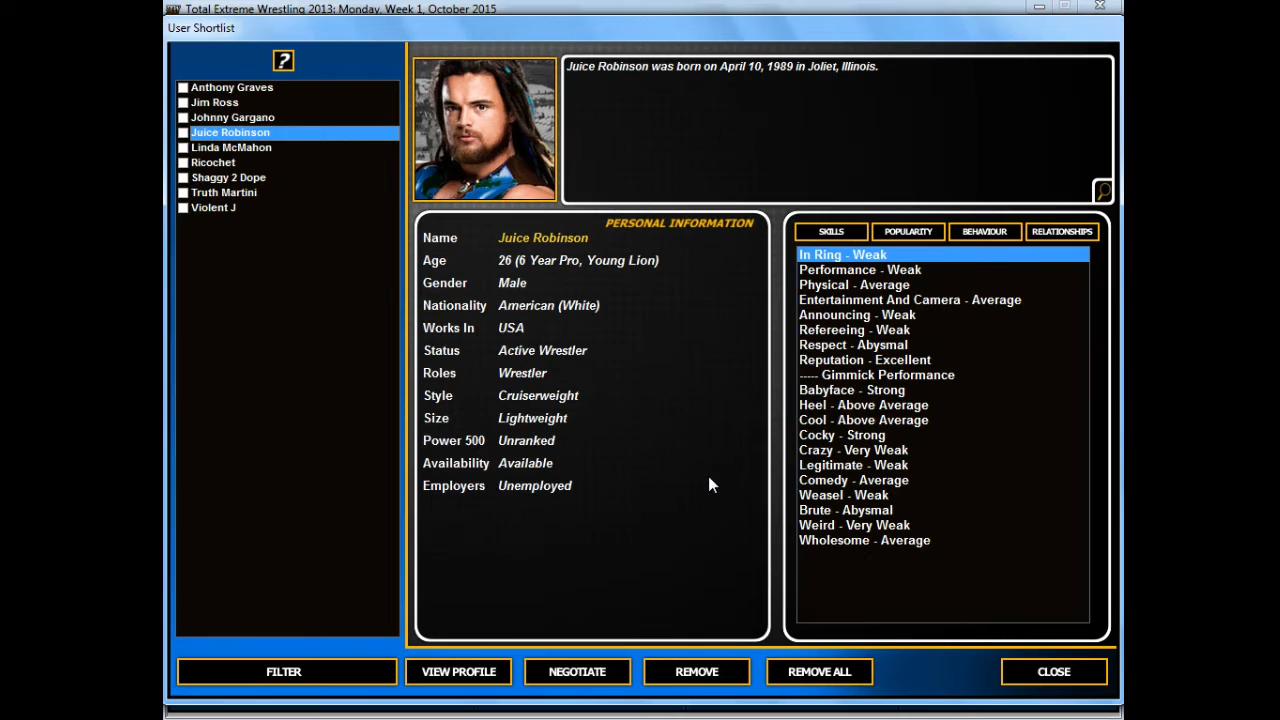 Total Extreme Wrestling 2013: Monday, Week 1, October 2015
User Shortlist
?
Anthony Graves
Jim Ross
Johnny Gargano
Juice Robinson
Linda McMahon
Ricochet
Shaggy 2 Dope
Truth Martini
Violent J
Juice Robinson was born on April 10, 1989 in Joliet, Illinois.
PERSONAL INFORMATION
Name Juice Robinson
Age 26 (6 Year Pro, Young Lion)
Gender Male
Nationality American (White)
Works In USA
Status Active Wrestler
Roles Wrestler
Style Cruiserweight
Size Lightweight
Power 500 Unranked
Availability Available
Employers Unemployed
SKILLS POPULARITY BEHAVIOUR RELATIONSHIPS
In Ring - Weak
Performance - Weak
Physical - Average
Entertainment And Camera - Average
Announcing - Weak
Refereeing - Weak
Respect - Abysmal
Reputation - Excellent
----- Gimmick Performance
Babyface - Strong
Heel - Above Average
Cool - Above Average
Cocky - Strong
Crazy - Very Weak
Legitimate - Weak
Comedy - Average
Weasel - Weak
Brute - Abysmal
Weird - Very Weak
Wholesome - Average
FILTER VIEW PROFILE NEGOTIATE REMOVE REMOVE ALL CLOSE